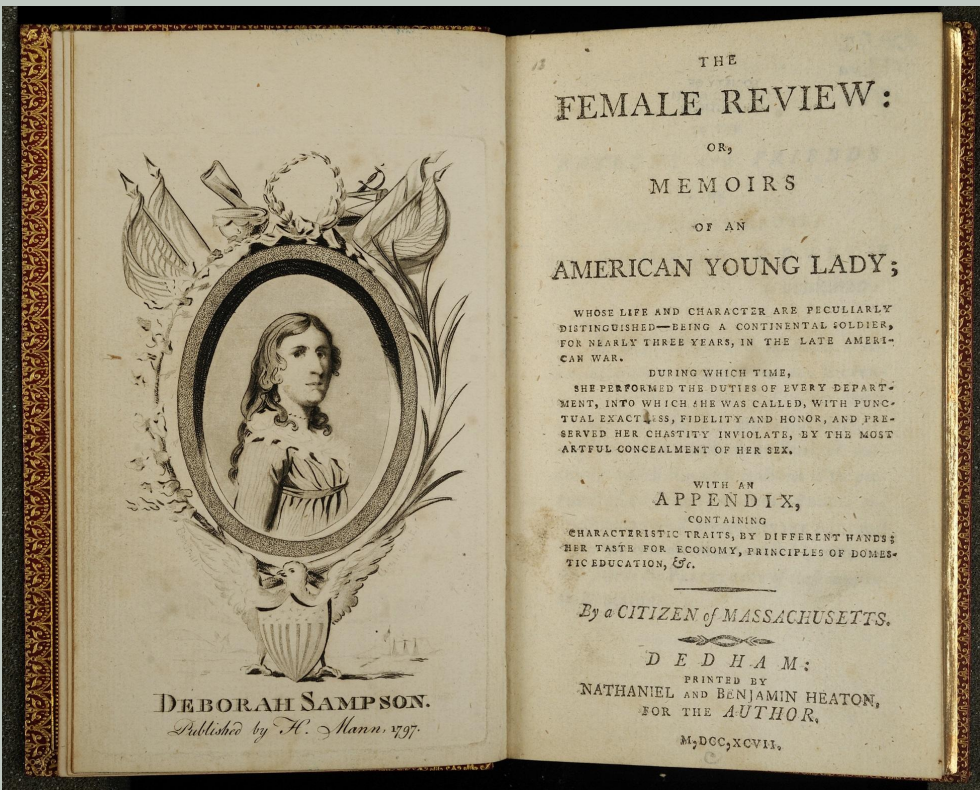 DEBORAH SAMPSON.
Published by H. Mann, 1797.
13
THE
FEMALE REVIEW:
OR,
MEMOIRS
OF AN
AMERICAN YOUNG LADY;
WHOSE LIFE AND CHARACTER ARE PECULIARLY
DISTINGUISHED—BEING A CONTINENTAL SOLDIER,
FOR NEARLY THREE YEARS, IN THE LATE AMERI-
CAN WAR.
DURING WHICH TIME,
SHE PERFORMED THE DUTIES OF EVERY DEPART-
MENT, INTO WHICH SHE WAS CALLED, WITH PUNC-
TUAL EXACTNESS, FIDELITY AND HONOR, AND PRE-
SERVED HER CHASTITY INVIOLATE, BY THE MOST
ARTFUL CONCEALMENT OF HER SEX.
WITH AN
APPENDIX,
CONTAINING
CHARACTERISTIC TRAITS, BY DIFFERENT HANDS;
HER TASTE FOR ECONOMY, PRINCIPLES OF DOMES-
TIC EDUCATION, &c.
By a CITIZEN of MASSACHUSETTS.
DEDHAM:
PRINTED BY
NATHANIEL AND BENJAMIN HEATON,
FOR THE AUTHOR.
M,DCC,XCVII.